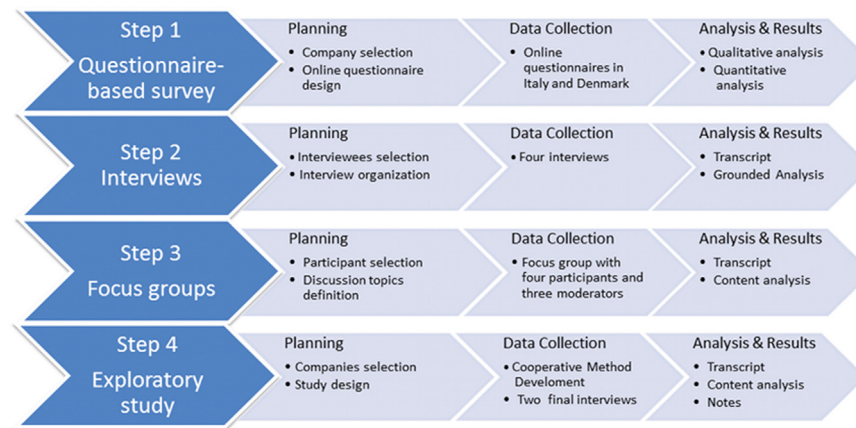 Step 1
Questionnaire-
based survey
Planning
• Company selection
• Online questionnaire
design
Data Collection
• Online
questionnaires in
Italy and Denmark
Analysis & Results
• Qualitative analysis
• Quantitative
analysis
Step 2
Interviews
Planning
• Interviewees selection
• Interview organization
Data Collection
• Four interviews
Analysis & Results
• Transcript
• Grounded Analysis
Step 3
Focus groups
Planning
• Participant selection
• Discussion topics
definition
Data Collection
• Focus group with
four participants and
three moderators
Analysis & Results
• Transcript
• Content analysis
Step 4
Exploratory
study
Planning
• Companies selection
• Study design
Data Collection
• Cooperative Method
Develoment
• Two final interviews
Analysis & Results
• Transcript
• Content analysis
• Notes